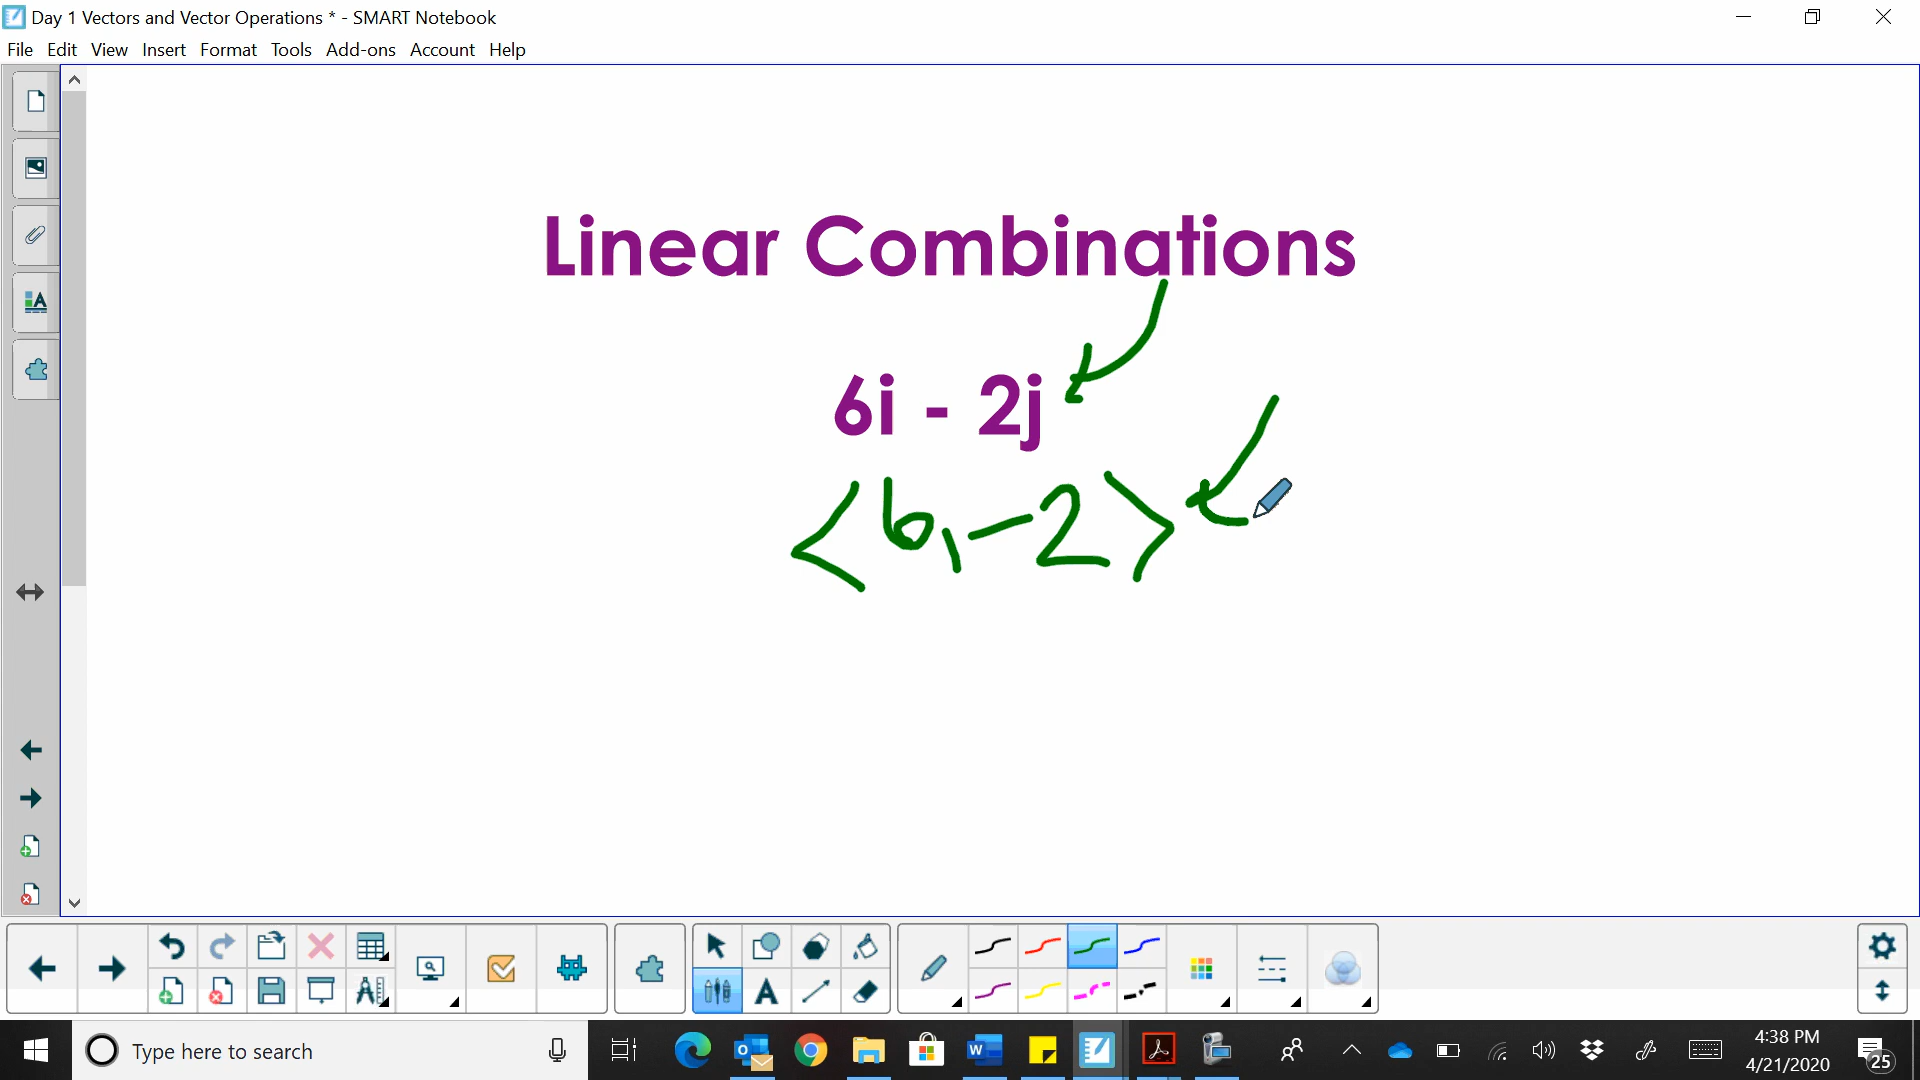 Day 1 Vectors and Vector Operations * - SMART Notebook
File Edit View Insert Format Tools Add-ons Account Help
Linear Combinations
6i - 2j
<6,-2>
Type here to search
4:38 PM
4/21/2020
25